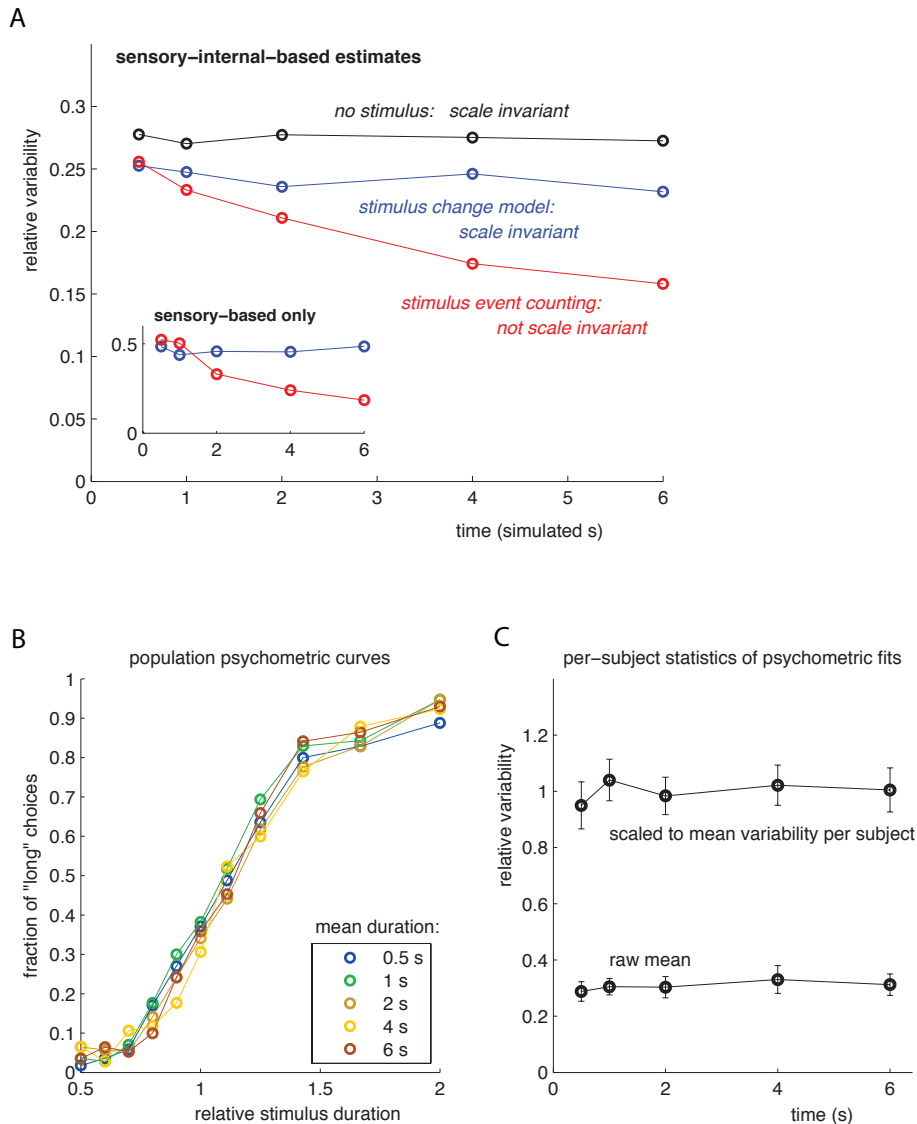 A
sensory-internal-based estimates
no stimulus: scale invariant
stimulus change model:
scale invariant
stimulus event counting:
not scale invariant
relative variability
0.3
0.25
0.2
0.15
0.1
0.05
0
0 1 2 3 4 5 6
time (simulated s)
sensory-based only
0.5
0
0 2 4 6
B
population psychometric curves
fraction of "long" choices
1
0.9
0.8
0.7
0.6
0.5
0.4
0.3
0.2
0.1
0
0.5 1 1.5 2
relative stimulus duration
mean duration:
0.5 s
1 s
2 s
4 s
6 s
C
per-subject statistics of psychometric fits
relative variability
1.2
1
0.8
0.6
0.4
0.2
0
scaled to mean variability per subject
raw mean
0 2 4 6
time (s)